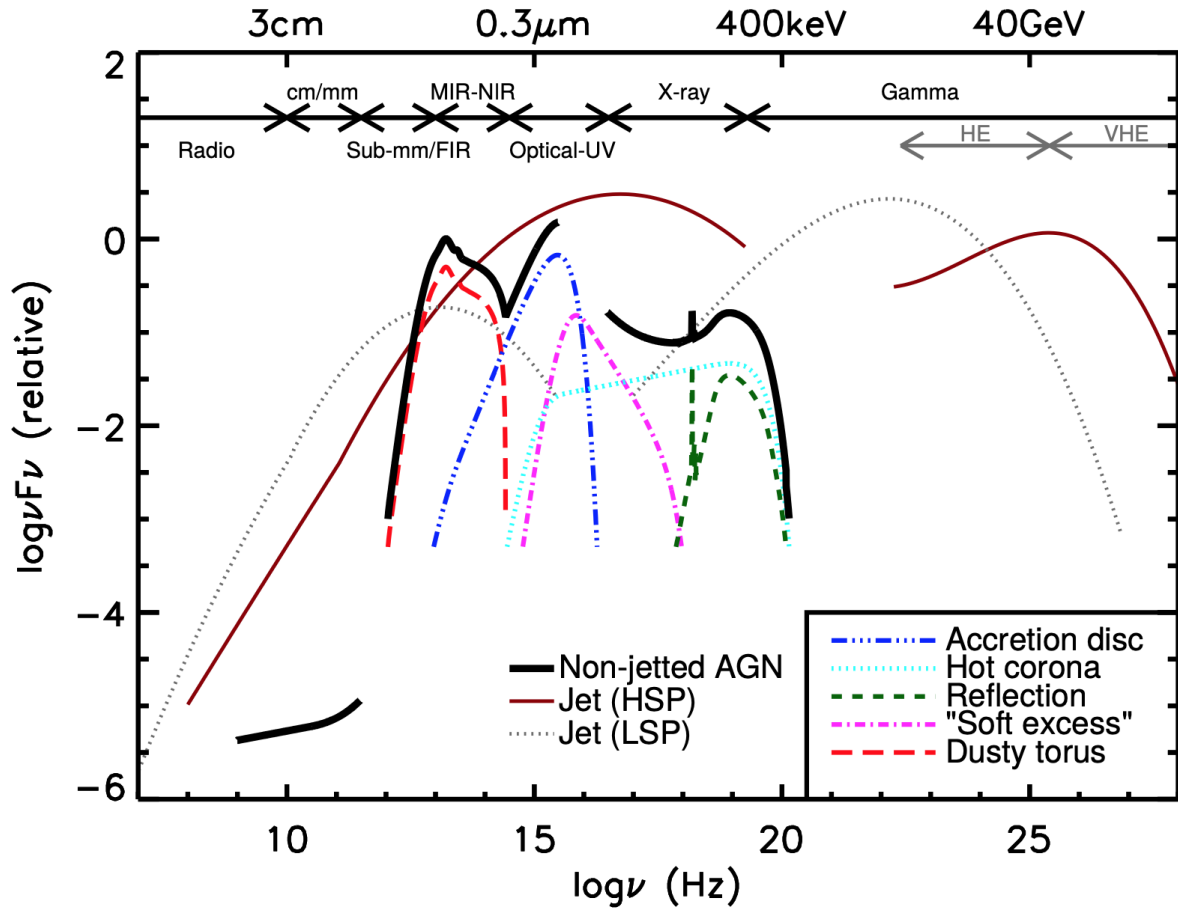 3cm 0.3μm 400keV 40GeV
cm/mm MIR-NIR X-ray Gamma
Radio Sub-mm/FIR Optical-UV HE VHE
2
0
−2
−4
−6
logνFν (relative)
Non-jetted AGN
Jet (HSP)
Jet (LSP)
Accretion disc
Hot corona
Reflection
"Soft excess"
Dusty torus
10 15 20 25
logν (Hz)